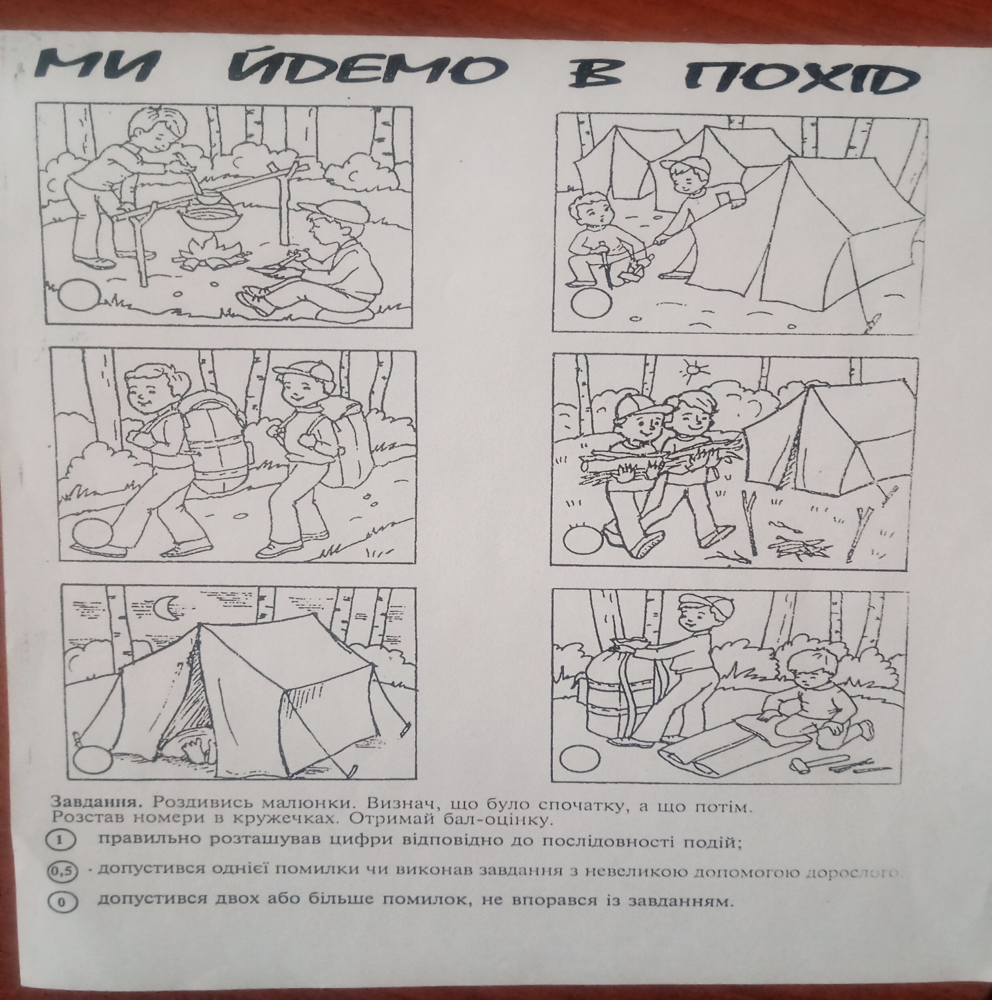 МИ ЙДЕМО В ПОХІД
Завдання. Роздивись малюнки. Визнач, що було спочатку, а що потім.
Розстав номери в кружечках. Отримай бал-оцінку.
1 правильно розташував цифри відповідно до послідовності подій;
0,5 · допустився однієї помилки чи виконав завдання з невеликою допомогою дорослого.
0 допустився двох або більше помилок, не впорався із завданням.